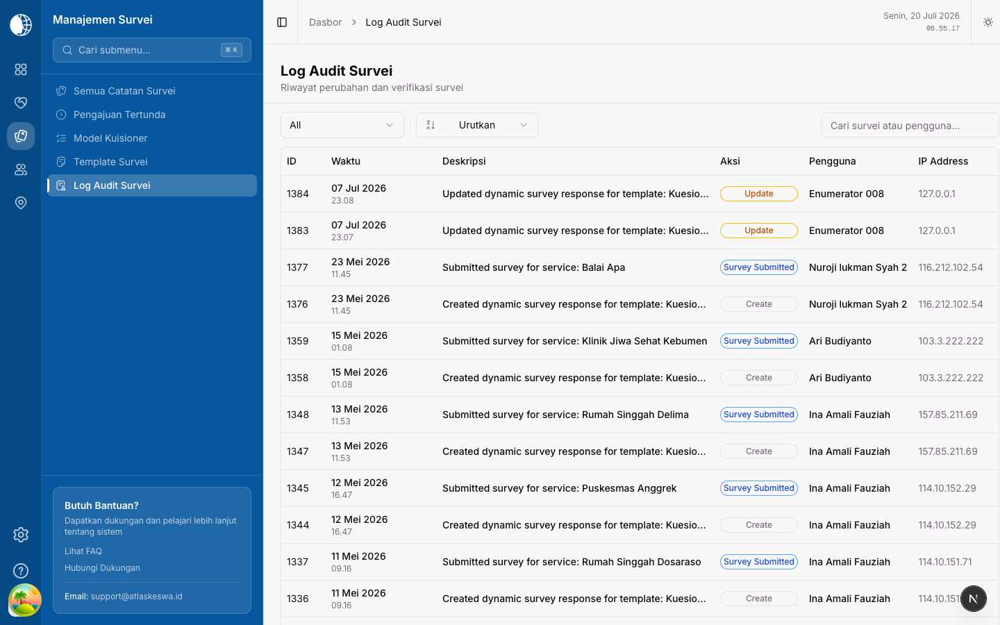 Manajemen Survei
Cari submenu...
⌘ K
Semua Catatan Survei
Pengajuan Tertunda
Model Kuisioner
Template Survei
Log Audit Survei
Butuh Bantuan?
Dapatkan dukungan dan pelajari lebih lanjut
tentang sistem
Lihat FAQ
Hubungi Dukungan
Email: support@atlaskeswa.id
Dasbor > Log Audit Survei
Senin, 20 Juli 2026
06.55.17
Log Audit Survei
Riwayat perubahan dan verifikasi survei
All
Urutkan
Cari survei atau pengguna...
ID Waktu Deskripsi Aksi Pengguna IP Address
1384 07 Jul 2026 Updated dynamic survey response for template: Kuesio... Update Enumerator 008 127.0.0.1
23.08
1383 07 Jul 2026 Updated dynamic survey response for template: Kuesio... Update Enumerator 008 127.0.0.1
23.07
1377 23 Mei 2026 Submitted survey for service: Balai Apa Survey Submitted Nuroji lukman Syah 2 116.212.102.54
11.45
1376 23 Mei 2026 Created dynamic survey response for template: Kuesio... Create Nuroji lukman Syah 2 116.212.102.54
11.45
1359 15 Mei 2026 Submitted survey for service: Klinik Jiwa Sehat Kebumen Survey Submitted Ari Budiyanto 103.3.222.222
01.08
1358 15 Mei 2026 Created dynamic survey response for template: Kuesio... Create Ari Budiyanto 103.3.222.222
01.08
1348 13 Mei 2026 Submitted survey for service: Rumah Singgah Delima Survey Submitted Ina Amali Fauziah 157.85.211.69
11.53
1347 13 Mei 2026 Created dynamic survey response for template: Kuesio... Create Ina Amali Fauziah 157.85.211.69
11.53
1345 12 Mei 2026 Submitted survey for service: Puskesmas Anggrek Survey Submitted Ina Amali Fauziah 114.10.152.29
16.47
1344 12 Mei 2026 Created dynamic survey response for template: Kuesio... Create Ina Amali Fauziah 114.10.152.29
16.47
1337 11 Mei 2026 Submitted survey for service: Rumah Singgah Dosaraso Survey Submitted Ina Amali Fauziah 114.10.151.71
09.16
1336 11 Mei 2026 Created dynamic survey response for template: Kuesio... Create Ina Amali Fauziah 114.10.151
09.16
N